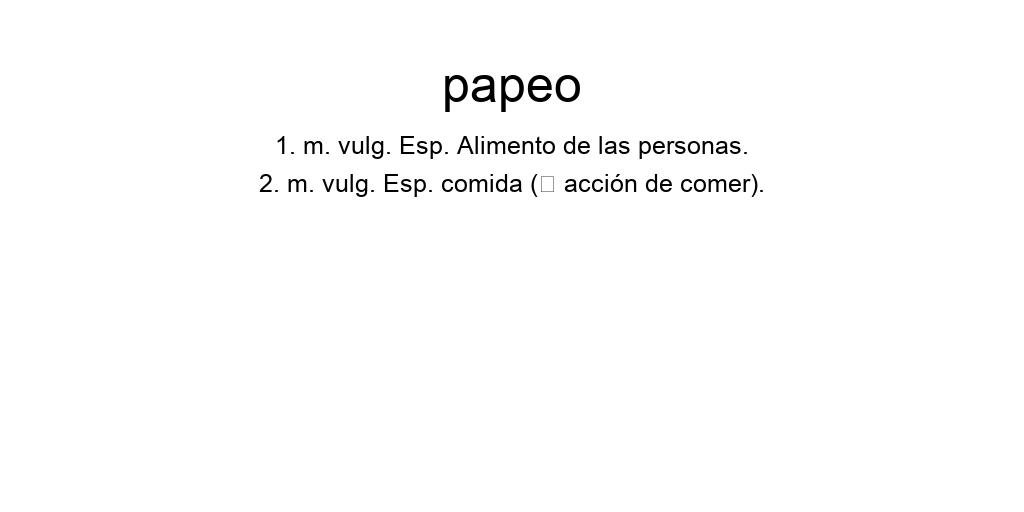 papeo
1. m. vulg. Esp. Alimento de las personas.
2. m. vulg. Esp. comida (□ acción de comer).